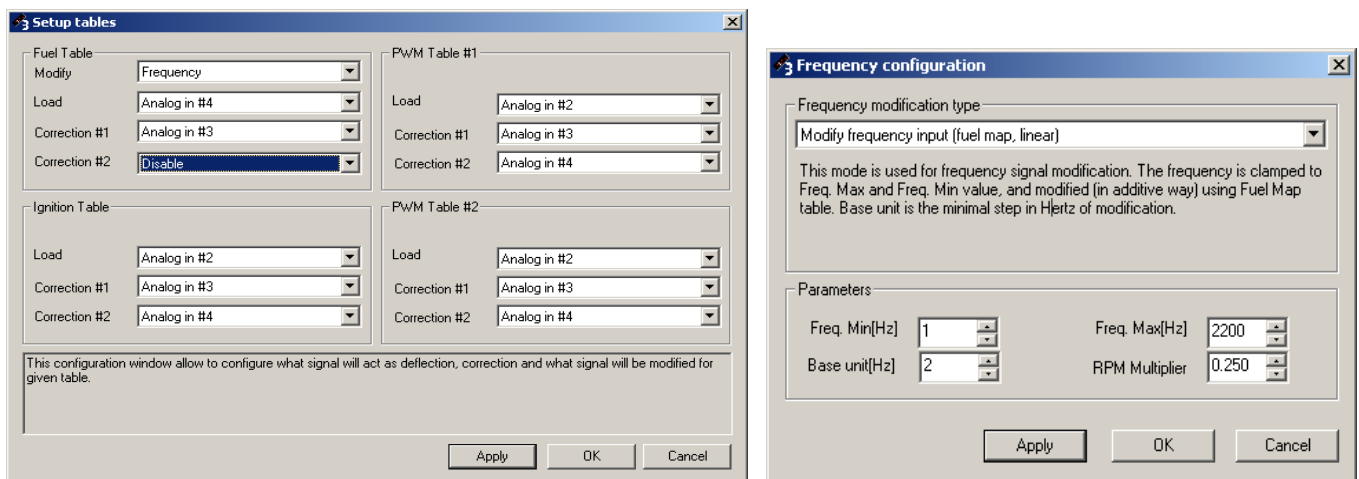 Setup tables
Fuel Table
Modify Frequency
Load Analog in #4
Correction #1 Analog in #3
Correction #2 Disable
PWM Table #1
Load Analog in #2
Correction #1 Analog in #3
Correction #2 Analog in #4
Ignition Table
Load Analog in #2
Correction #1 Analog in #3
Correction #2 Analog in #4
PWM Table #2
Load Analog in #2
Correction #1 Analog in #3
Correction #2 Analog in #4
This configuration window allow to configure what signal will act as deflection, correction and what signal will be modified for
given table.
Apply OK Cancel
Frequency configuration
Frequency modification type
Modify frequency input (fuel map, linear)
This mode is used for frequency signal modification. The frequency is clamped to
Freq. Max and Freq. Min value, and modified (in additive way) using Fuel Map
table. Base unit is the minimal step in Hertz of modification.
Parameters
Freq. Min[Hz] 1 Freq. Max[Hz] 2200
Base unit[Hz] 2 RPM Multiplier 0.250
Apply OK Cancel